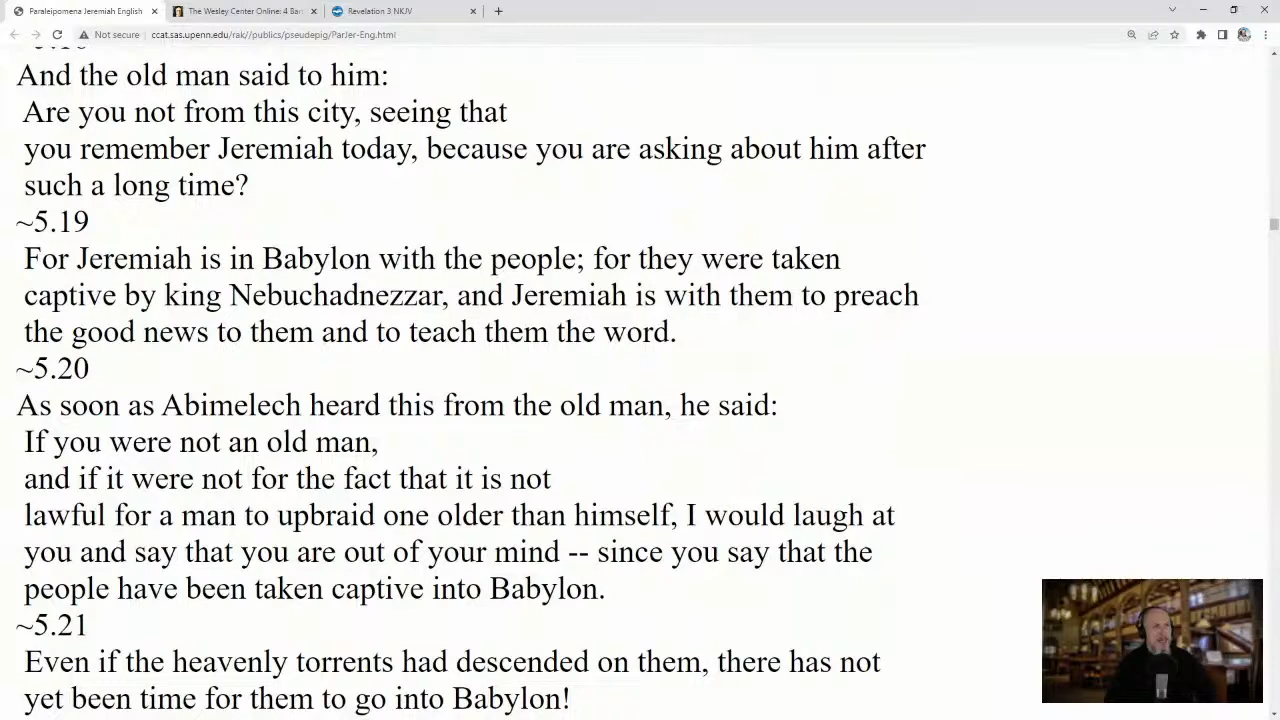 Paraleipomena Jeremiah English
The Wesley Center Online: 4 Bar
Revelation 3 NKJV
Not secure
ccat.sas.upenn.edu/rak//publics/pseudepig/ParJer-Eng.html
And the old man said to him:
Are you not from this city, seeing that
you remember Jeremiah today, because you are asking about him after
such a long time?
~5.19
For Jeremiah is in Babylon with the people; for they were taken
captive by king Nebuchadnezzar, and Jeremiah is with them to preach
the good news to them and to teach them the word.
~5.20
As soon as Abimelech heard this from the old man, he said:
If you were not an old man,
and if it were not for the fact that it is not
lawful for a man to upbraid one older than himself, I would laugh at
you and say that you are out of your mind -- since you say that the
people have been taken captive into Babylon.
~5.21
Even if the heavenly torrents had descended on them, there has not
yet been time for them to go into Babylon!